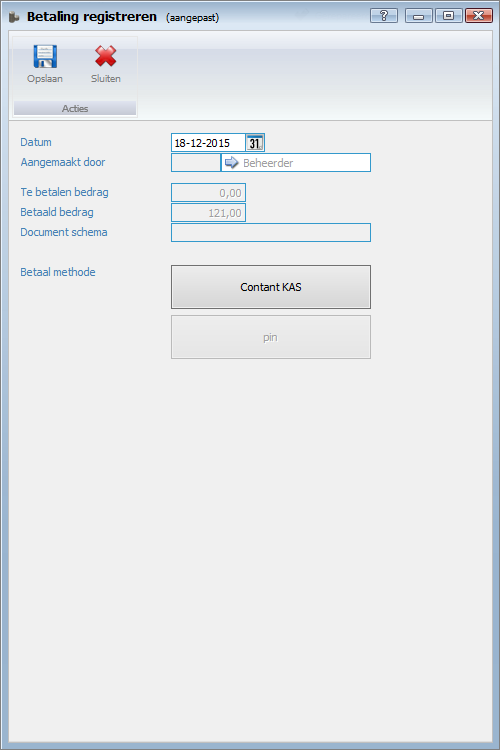 Betaling registreren (aangepast)
Opslaan Sluiten
Acties
Datum 18-12-2015 31
Aangemaakt door Beheerder
Te betalen bedrag 0,00
Betaald bedrag 121,00
Document schema
Betaal methode Contant KAS
pin